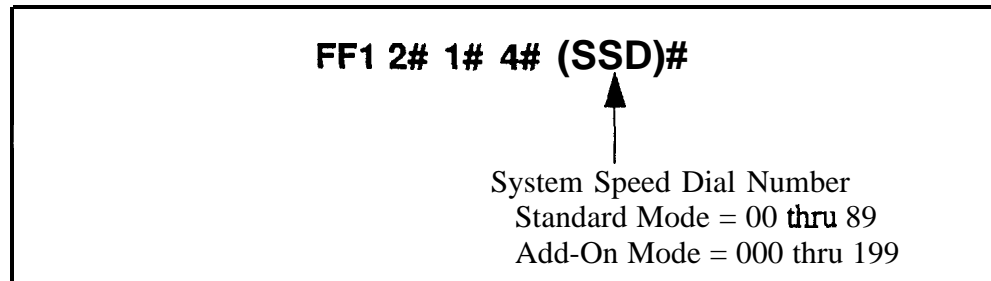 FF1 2# 1# 4# (SSD)#
System Speed Dial Number
Standard Mode = 00 thru 89
Add-On Mode = 000 thru 199